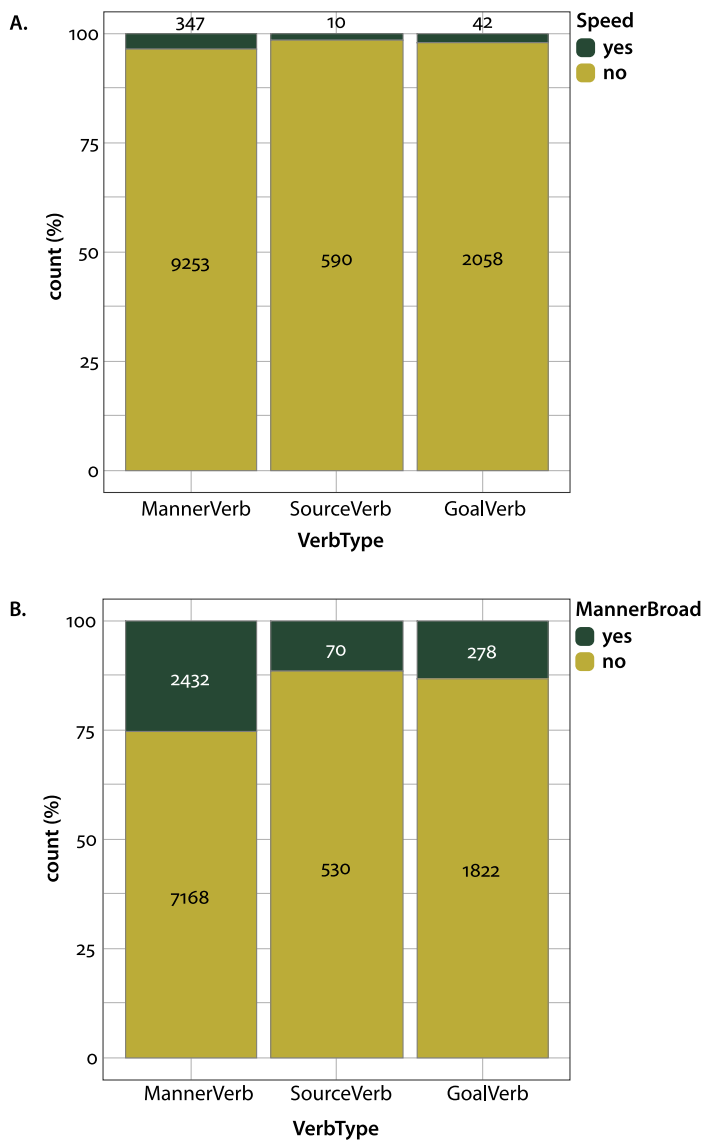 A.
Speed
yes
no
347 10 42
100
75
50
25
0
count (%)
9253 590 2058
MannerVerb SourceVerb GoalVerb
VerbType
B.
MannerBroad
yes
no
100
75
50
25
0
count (%)
2432 70 278
7168 530 1822
MannerVerb SourceVerb GoalVerb
VerbType